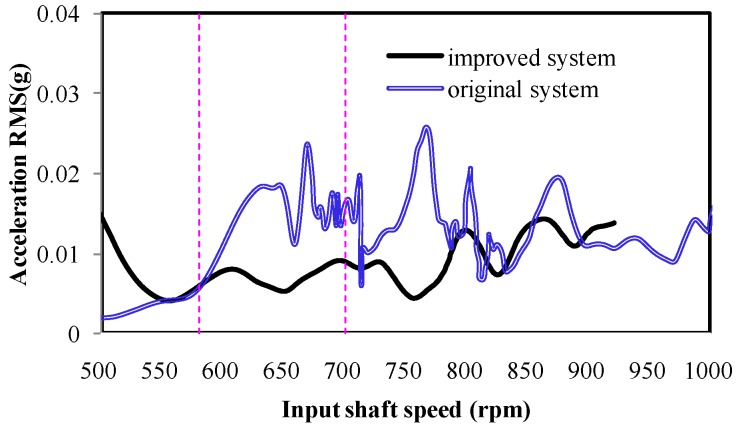 0.04
0.03
0.02
0.01
0
Acceleration RMS(g)
improved system
original system
500 550 600 650 700 750 800 850 900 950 1000
Input shaft speed (rpm)